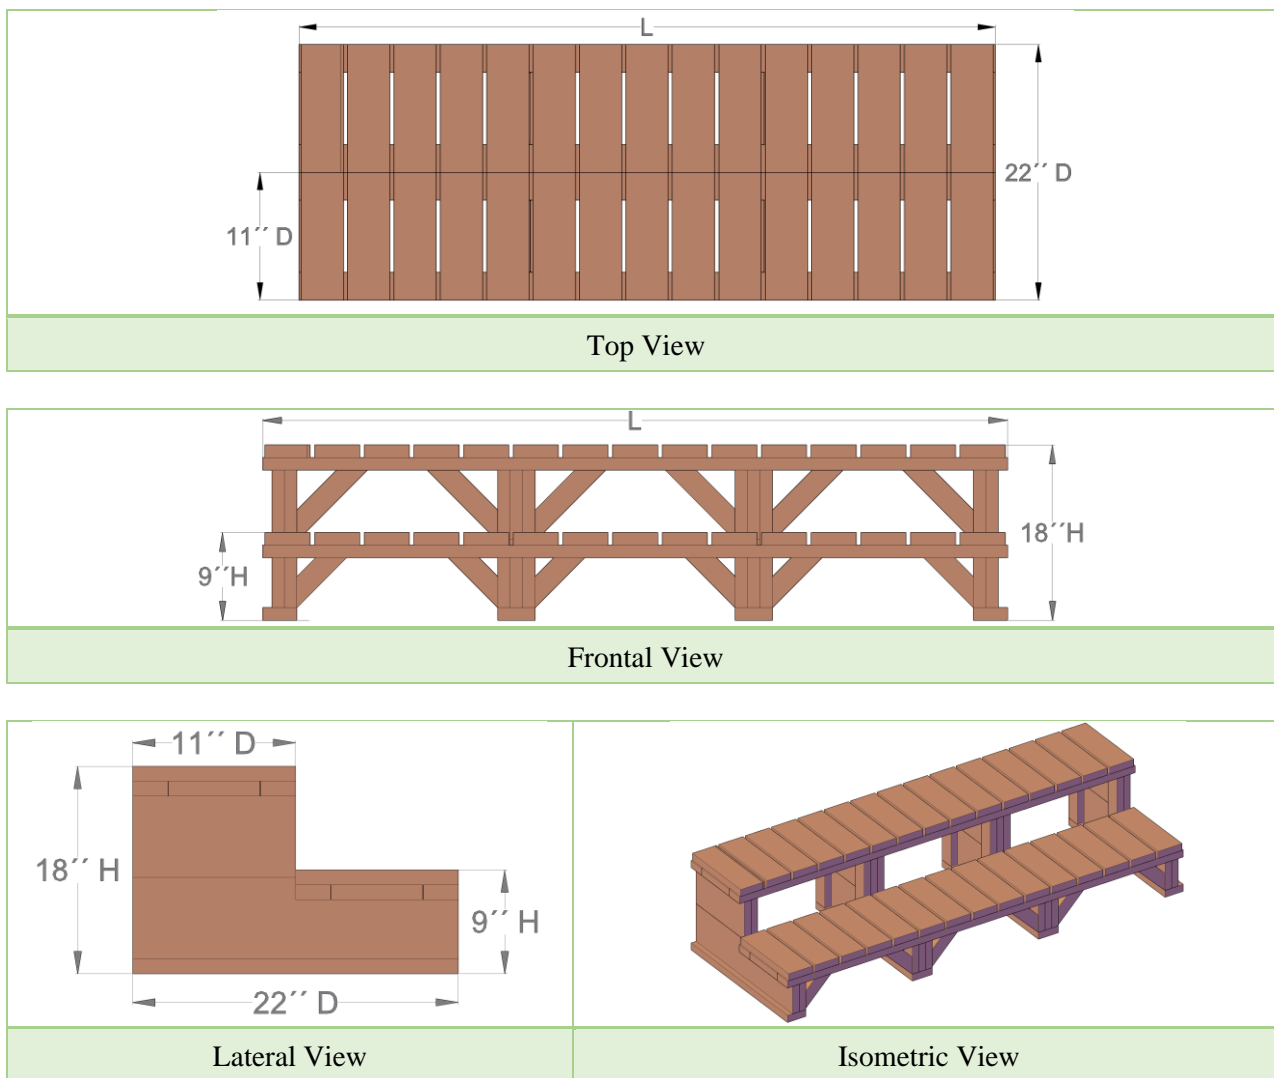 L
22´´ D
11´´ D
Top View
L
18´´H
9´´H
Frontal View
11´´ D
18´´ H
9´´ H
22´´ D
Lateral View
Isometric View